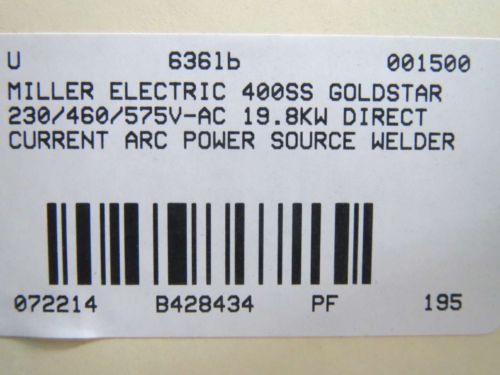 U 636lb 001500
MILLER ELECTRIC 400SS GOLDSTAR
230/460/575V-AC 19.8KW DIRECT
CURRENT ARC POWER SOURCE WELDER
072214 B428434 PF 195